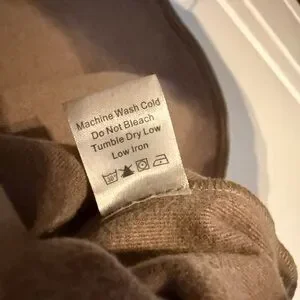 Machine Wash Cold
Do Not Bleach
Tumble Dry Low
Low Iron